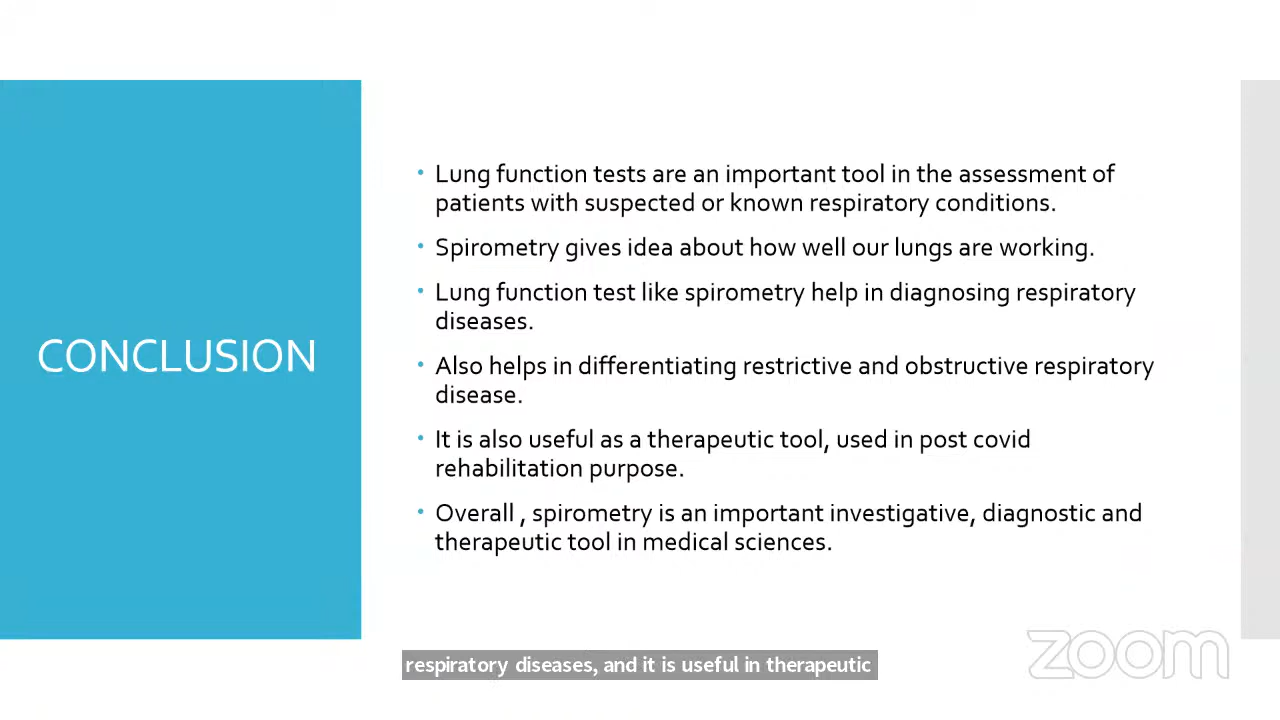 CONCLUSION
• Lung function tests are an important tool in the assessment of
patients with suspected or known respiratory conditions.
• Spirometry gives idea about how well our lungs are working.
• Lung function test like spirometry help in diagnosing respiratory
diseases.
• Also helps in differentiating restrictive and obstructive respiratory
disease.
• It is also useful as a therapeutic tool, used in post covid
rehabilitation purpose.
• Overall , spirometry is an important investigative, diagnostic and
therapeutic tool in medical sciences.
respiratory diseases, and it is useful in therapeutic
zoom